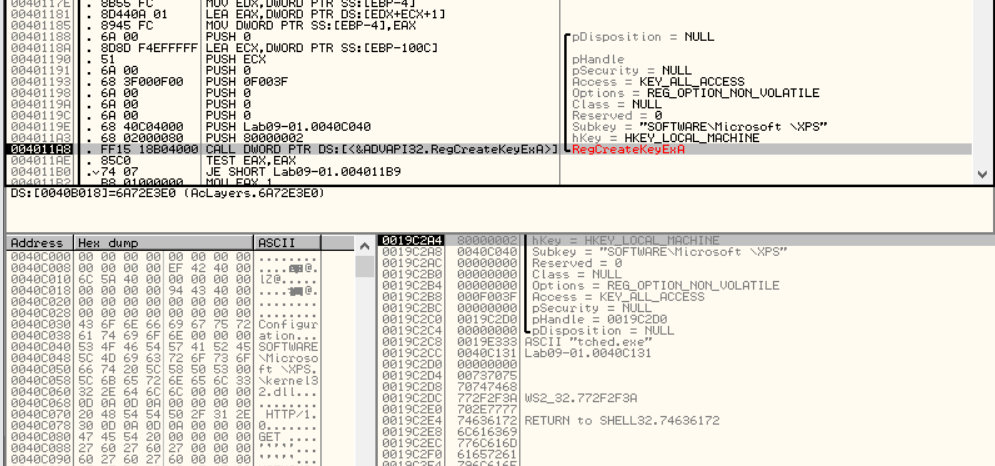 0040117E . 8B55 FC MOV EDX,DWORD PTR SS:[EBP-4]
00401181 . 8D440A 01 LEA EAX,DWORD PTR DS:[EDX+ECX+1]
00401185 . 8945 FC MOV DWORD PTR SS:[EBP-4],EAX
00401188 . 6A 00 PUSH 0 pDisposition = NULL
0040118A . 8D8D F4EFFFFF LEA ECX,DWORD PTR SS:[EBP-100C]
00401190 . 51 PUSH ECX pHandle
00401191 . 6A 00 PUSH 0 pSecurity = NULL
00401193 . 68 3F000F00 PUSH 0F003F Access = KEY_ALL_ACCESS
00401198 . 6A 00 PUSH 0 Options = REG_OPTION_NON_VOLATILE
0040119A . 6A 00 PUSH 0 Class = NULL
0040119C . 6A 00 PUSH 0 Reserved = 0
0040119E . 68 40C04000 PUSH Lab09-01.0040C040 Subkey = "SOFTWARE\Microsoft \XPS"
004011A3 . 68 02000080 PUSH 80000002 hKey = HKEY_LOCAL_MACHINE
004011A8 . FF15 18B04000 CALL DWORD PTR DS:[<&ADVAPI32.RegCreateKeyExA>] RegCreateKeyExA
004011AE . 85C0 TEST EAX,EAX
004011B0 .v74 07 JE SHORT Lab09-01.004011B9
004011B2 . B8 01000000 MOV EAX,1
DS:[0040B018]=6A72E3E0 (AcLayers.6A72E3E0)
Address Hex dump ASCII
0040C000 00 00 00 00 00 00 00 00 ........
0040C008 00 00 00 00 EF 42 40 00
0040C010 6C 5A 40 00 00 00 00 00 lZ@.....
0040C018 00 00 00 00 94 43 40 00
0040C020 00 00 00 00 00 00 00 00 ........
0040C028 00 00 00 00 00 00 00 00 ........
0040C030 43 6F 6E 66 69 67 75 72 Configur
0040C038 61 74 69 6F 6E 00 00 00 ation...
0040C040 53 4F 46 54 57 41 52 45 SOFTWARE
0040C048 5C 4D 69 63 72 6F 73 6F \Microso
0040C050 66 74 20 5C 58 50 53 00 ft \XPS.
0040C058 5C 6B 65 72 6E 65 6C 33 \kernel3
0040C060 32 2E 64 6C 6C 00 00 00 2.dll...
0040C068 0D 0A 0D 0A 00 00 00 00 ........
0040C070 20 48 54 54 50 2F 31 2E HTTP/1.
0040C078 30 0D 0A 0D 0A 00 00 00 0.......
0040C080 47 45 54 20 00 00 00 00 GET ....
0040C088 27 60 27 60 27 00 00 00 '`'`'...
0040C090 60 27 60 27 60 00 00 00 `'`'`...
0019C2A4 80000002 hKey = HKEY_LOCAL_MACHINE
0019C2A8 0040C040 Subkey = "SOFTWARE\Microsoft \XPS"
0019C2AC 00000000 Reserved = 0
0019C2B0 00000000 Class = NULL
0019C2B4 00000000 Options = REG_OPTION_NON_VOLATILE
0019C2B8 000F003F Access = KEY_ALL_ACCESS
0019C2BC 00000000 pSecurity = NULL
0019C2C0 0019C2D0 pHandle = 0019C2D0
0019C2C4 00000000 pDisposition = NULL
0019C2C8 0019E333 ASCII "tched.exe"
0019C2CC 0040C131 Lab09-01.0040C131
0019C2D0 00000000
0019C2D4 00737075
0019C2D8 70747468
0019C2DC 772F2F3A WS2_32.772F2F3A
0019C2E0 702E7777
0019C2E4 74636172 RETURN to SHELL32.74636172
0019C2E8 6C616369
0019C2EC 776C616D
0019C2F0 61657261
0019C2F4 796C616E